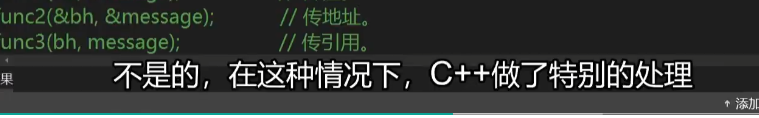 func2(&bh, &message); // 传地址。
func3(bh, message); // 传引用。
果
不是的，在这种情况下，C++做了特别的处理
↑ 添加